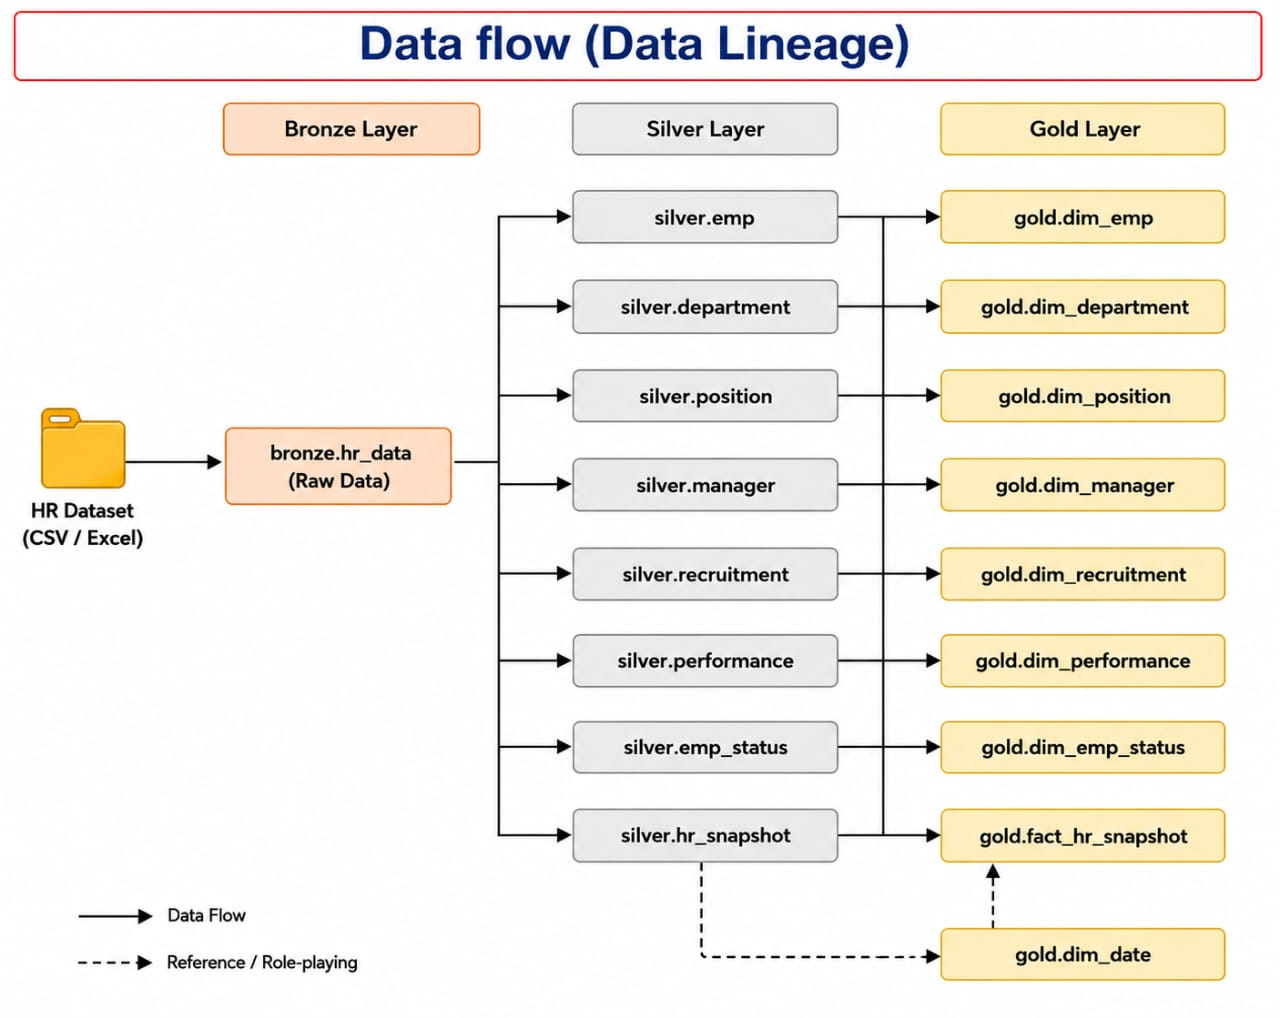 Data flow (Data Lineage)
Bronze Layer
Silver Layer
Gold Layer
silver.emp
gold.dim_emp
silver.department
gold.dim_department
silver.position
gold.dim_position
HR Dataset
(CSV / Excel)
bronze.hr_data
(Raw Data)
silver.manager
gold.dim_manager
silver.recruitment
gold.dim_recruitment
silver.performance
gold.dim_performance
silver.emp_status
gold.dim_emp_status
silver.hr_snapshot
gold.fact_hr_snapshot
gold.dim_date
Data Flow
Reference / Role-playing